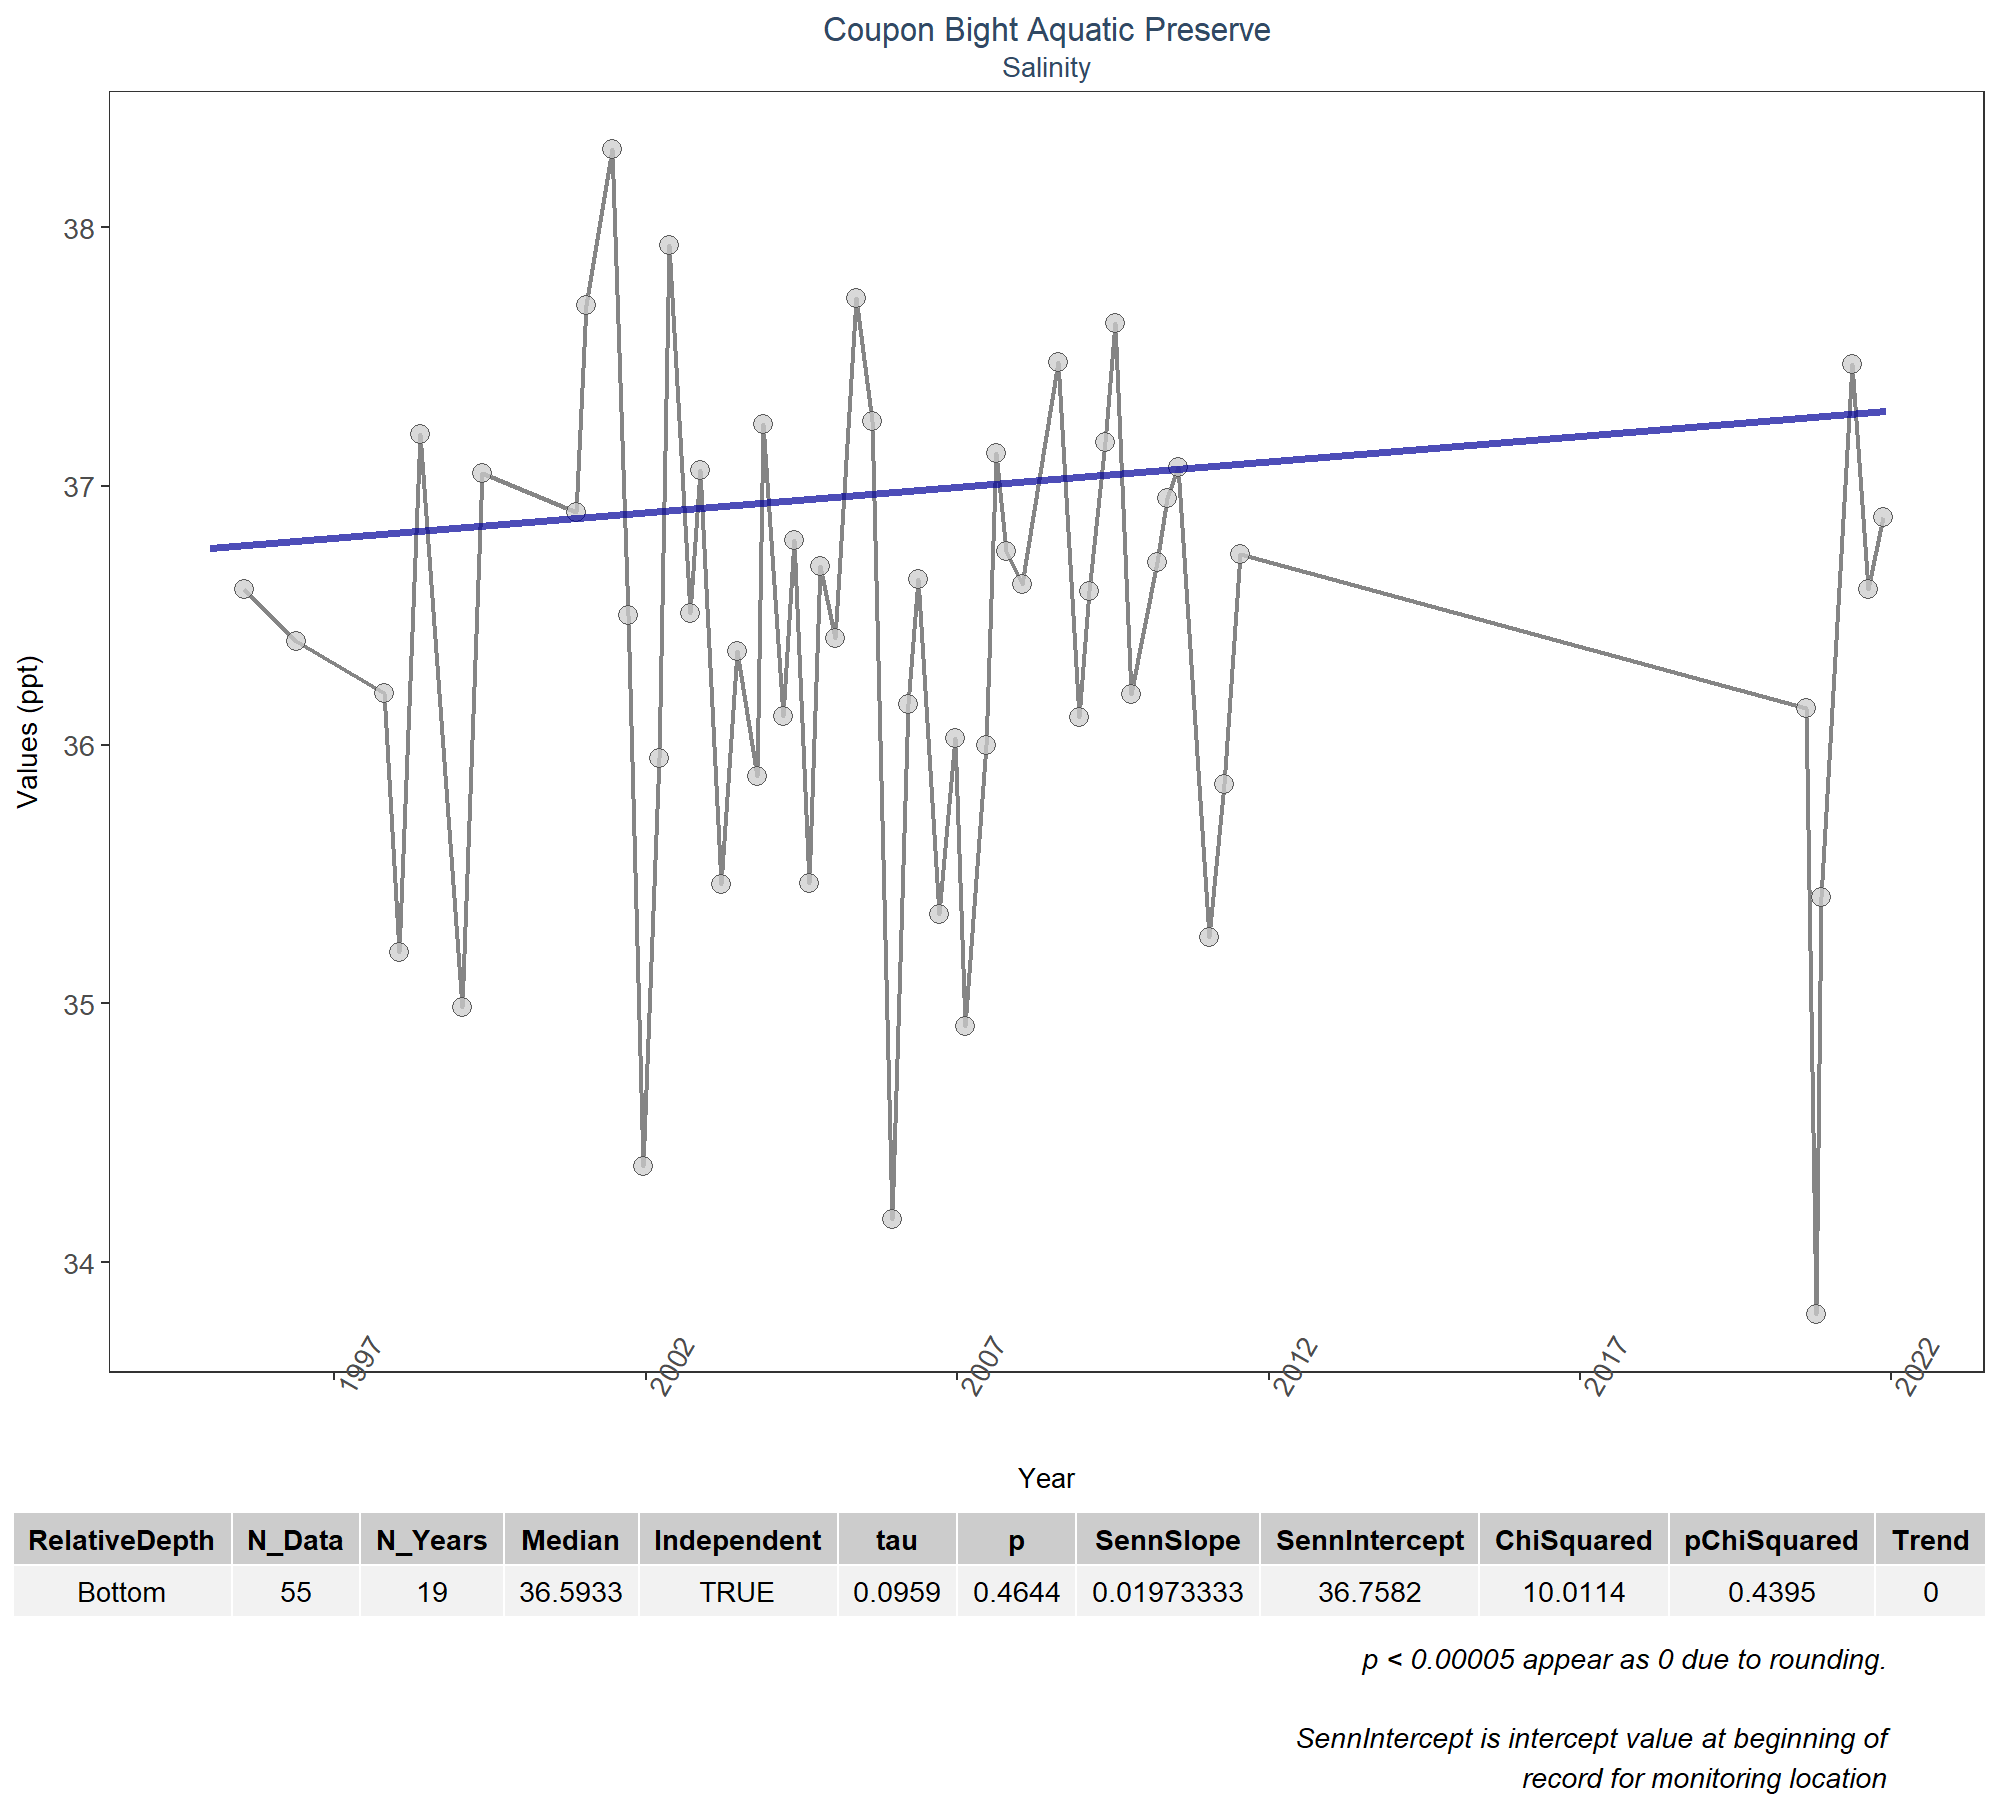 Coupon Bight Aquatic Preserve
Salinity
38
37
36
35
34
Values (ppt)
1997
2002
2007
2012
2017
2022
Year
RelativeDepth N_Data N_Years Median Independent tau p SennSlope SennIntercept ChiSquared pChiSquared Trend
Bottom 55 19 36.5933 TRUE 0.0959 0.4644 0.01973333 36.7582 10.0114 0.4395 0
p < 0.00005 appear as 0 due to rounding.
SennIntercept is intercept value at beginning of
record for monitoring location